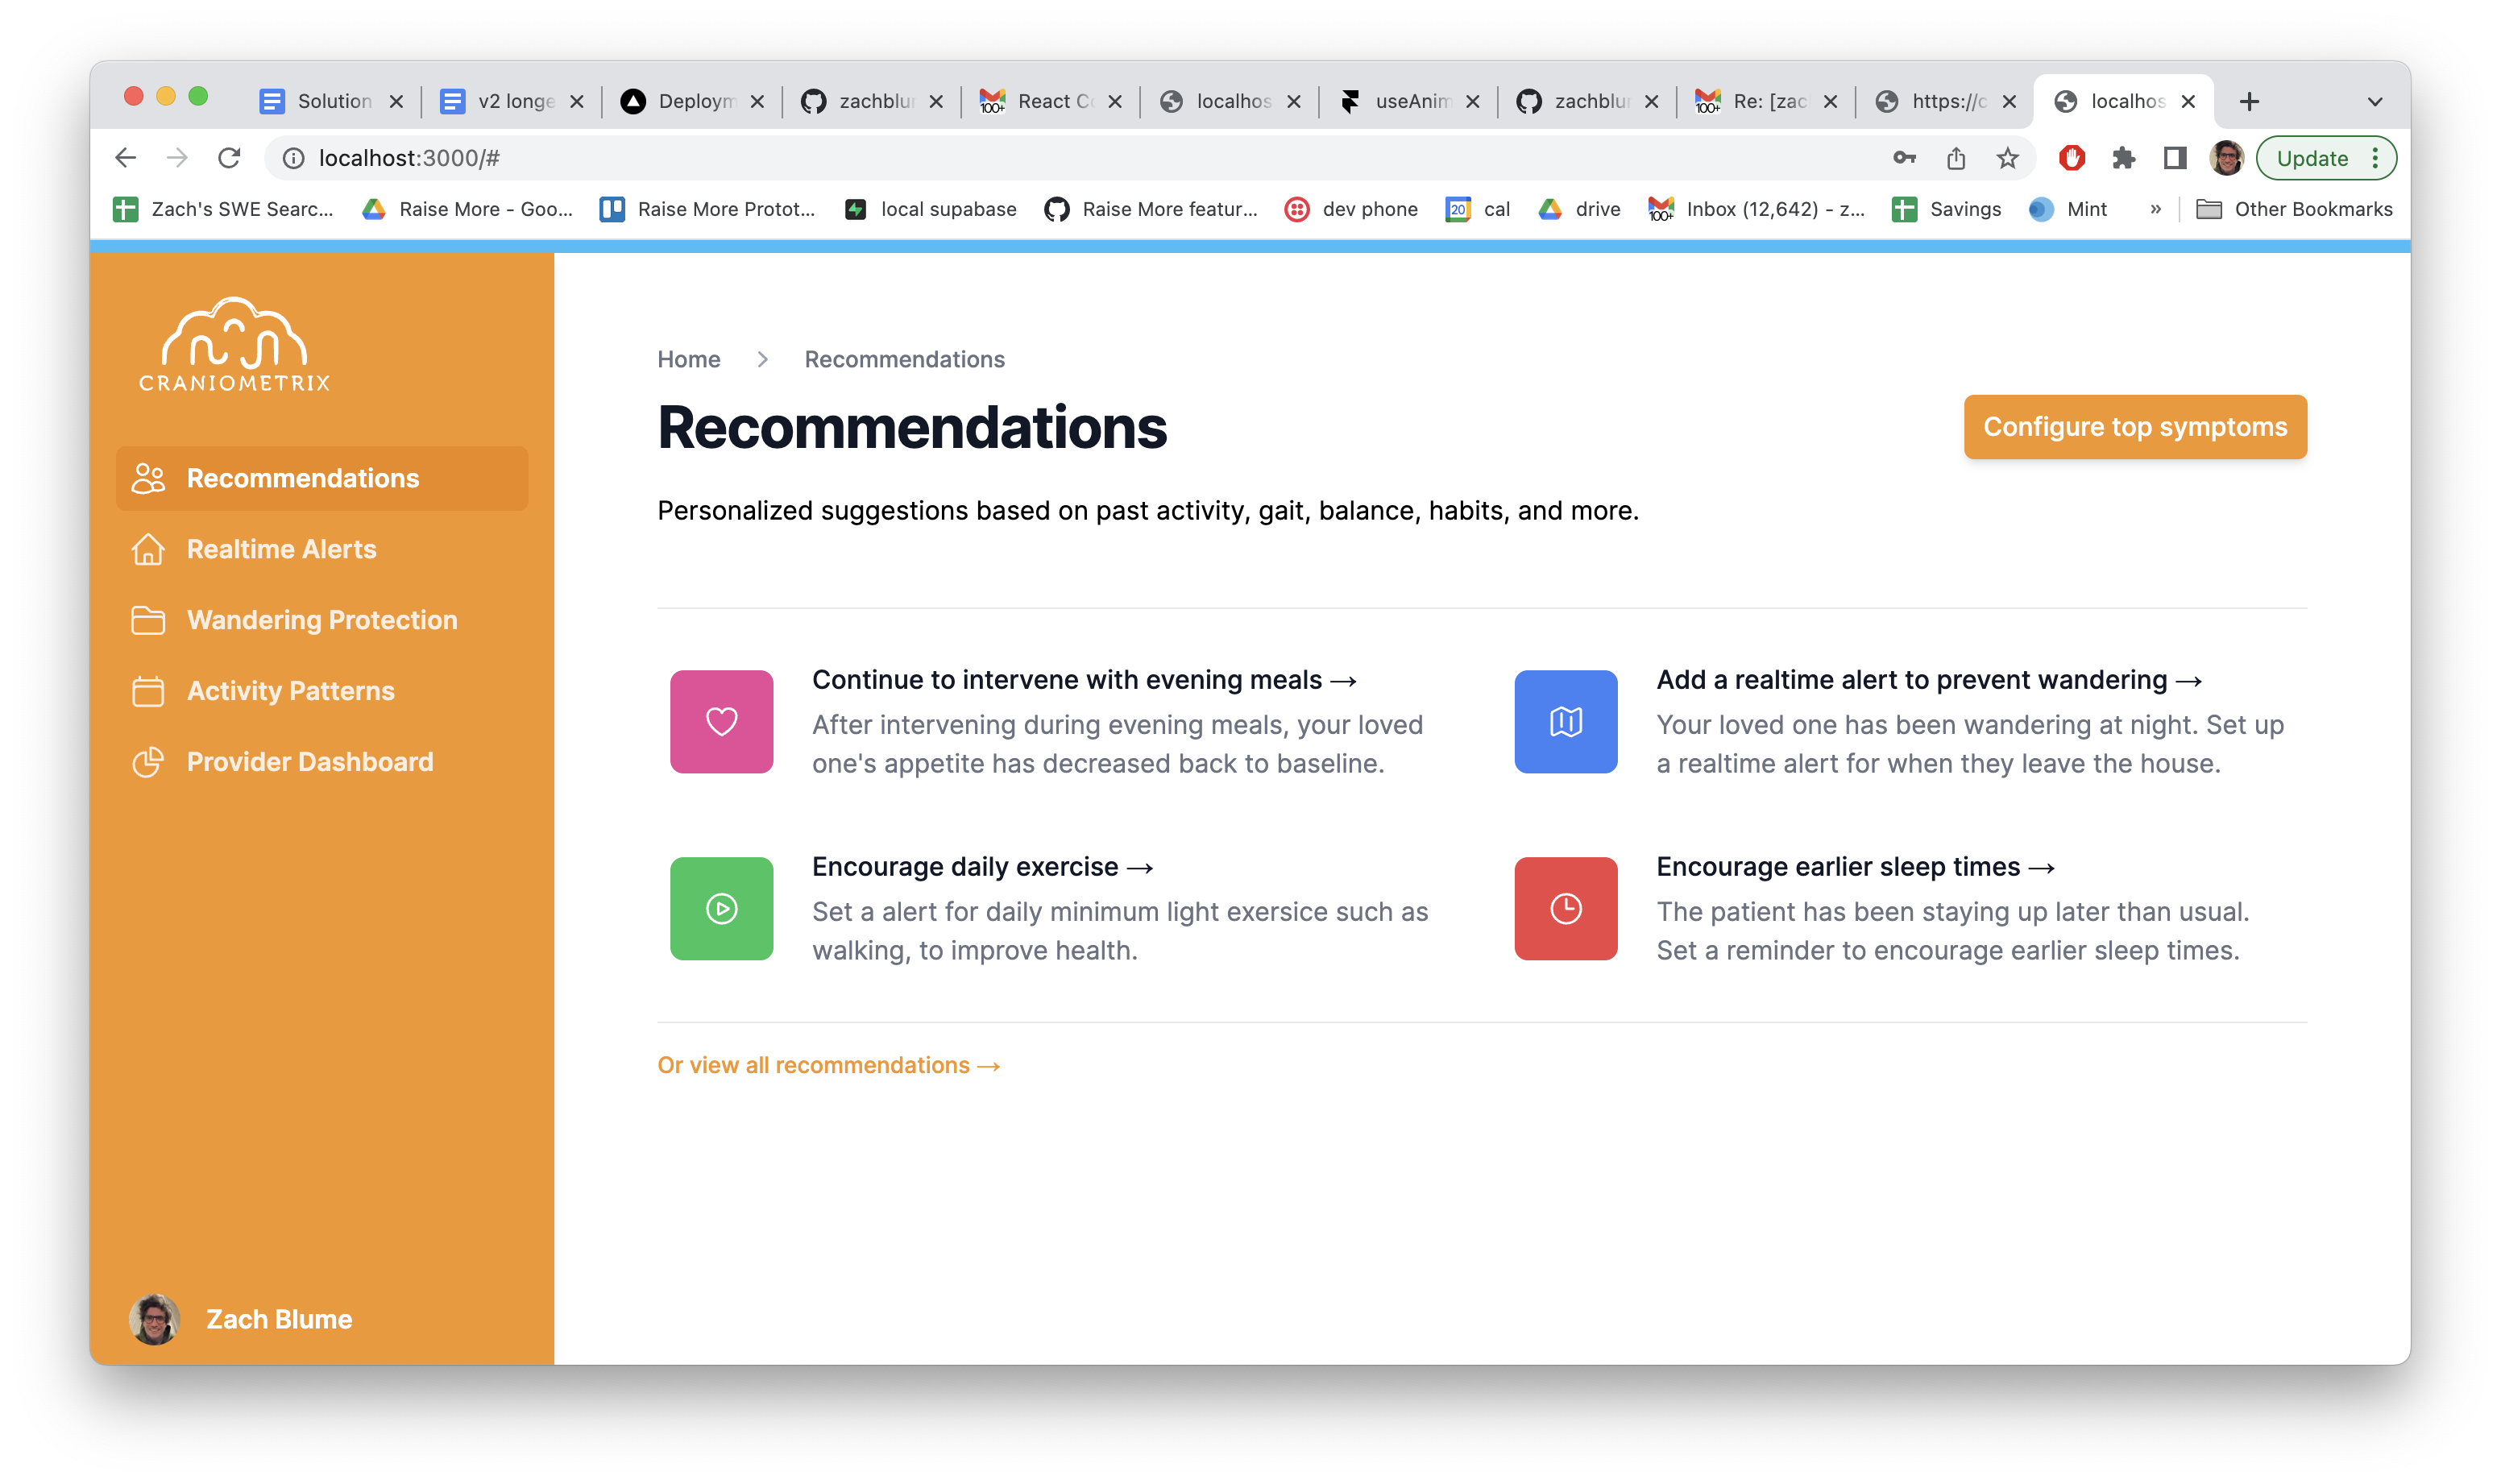 Solution
v2 longe
Deploym
zachblur
React Co
localhos
useAnim
zachblur
Re: [zac
https://c
localhos
localhost:3000/#
Update
Zach's SWE Searc...
Raise More - Goo...
Raise More Protot...
local supabase
Raise More featur...
dev phone
20
cal
drive
100+
Inbox (12,642) - z...
Savings
Mint
»
Other Bookmarks
CRANIOMETRIX
Recommendations
Realtime Alerts
Wandering Protection
Activity Patterns
Provider Dashboard
Zach Blume
Home > Recommendations
Recommendations
Configure top symptoms
Personalized suggestions based on past activity, gait, balance, habits, and more.
Continue to intervene with evening meals →
After intervening during evening meals, your loved
one's appetite has decreased back to baseline.
Add a realtime alert to prevent wandering →
Your loved one has been wandering at night. Set up
a realtime alert for when they leave the house.
Encourage daily exercise →
Set a alert for daily minimum light exersice such as
walking, to improve health.
Encourage earlier sleep times →
The patient has been staying up later than usual.
Set a reminder to encourage earlier sleep times.
Or view all recommendations →